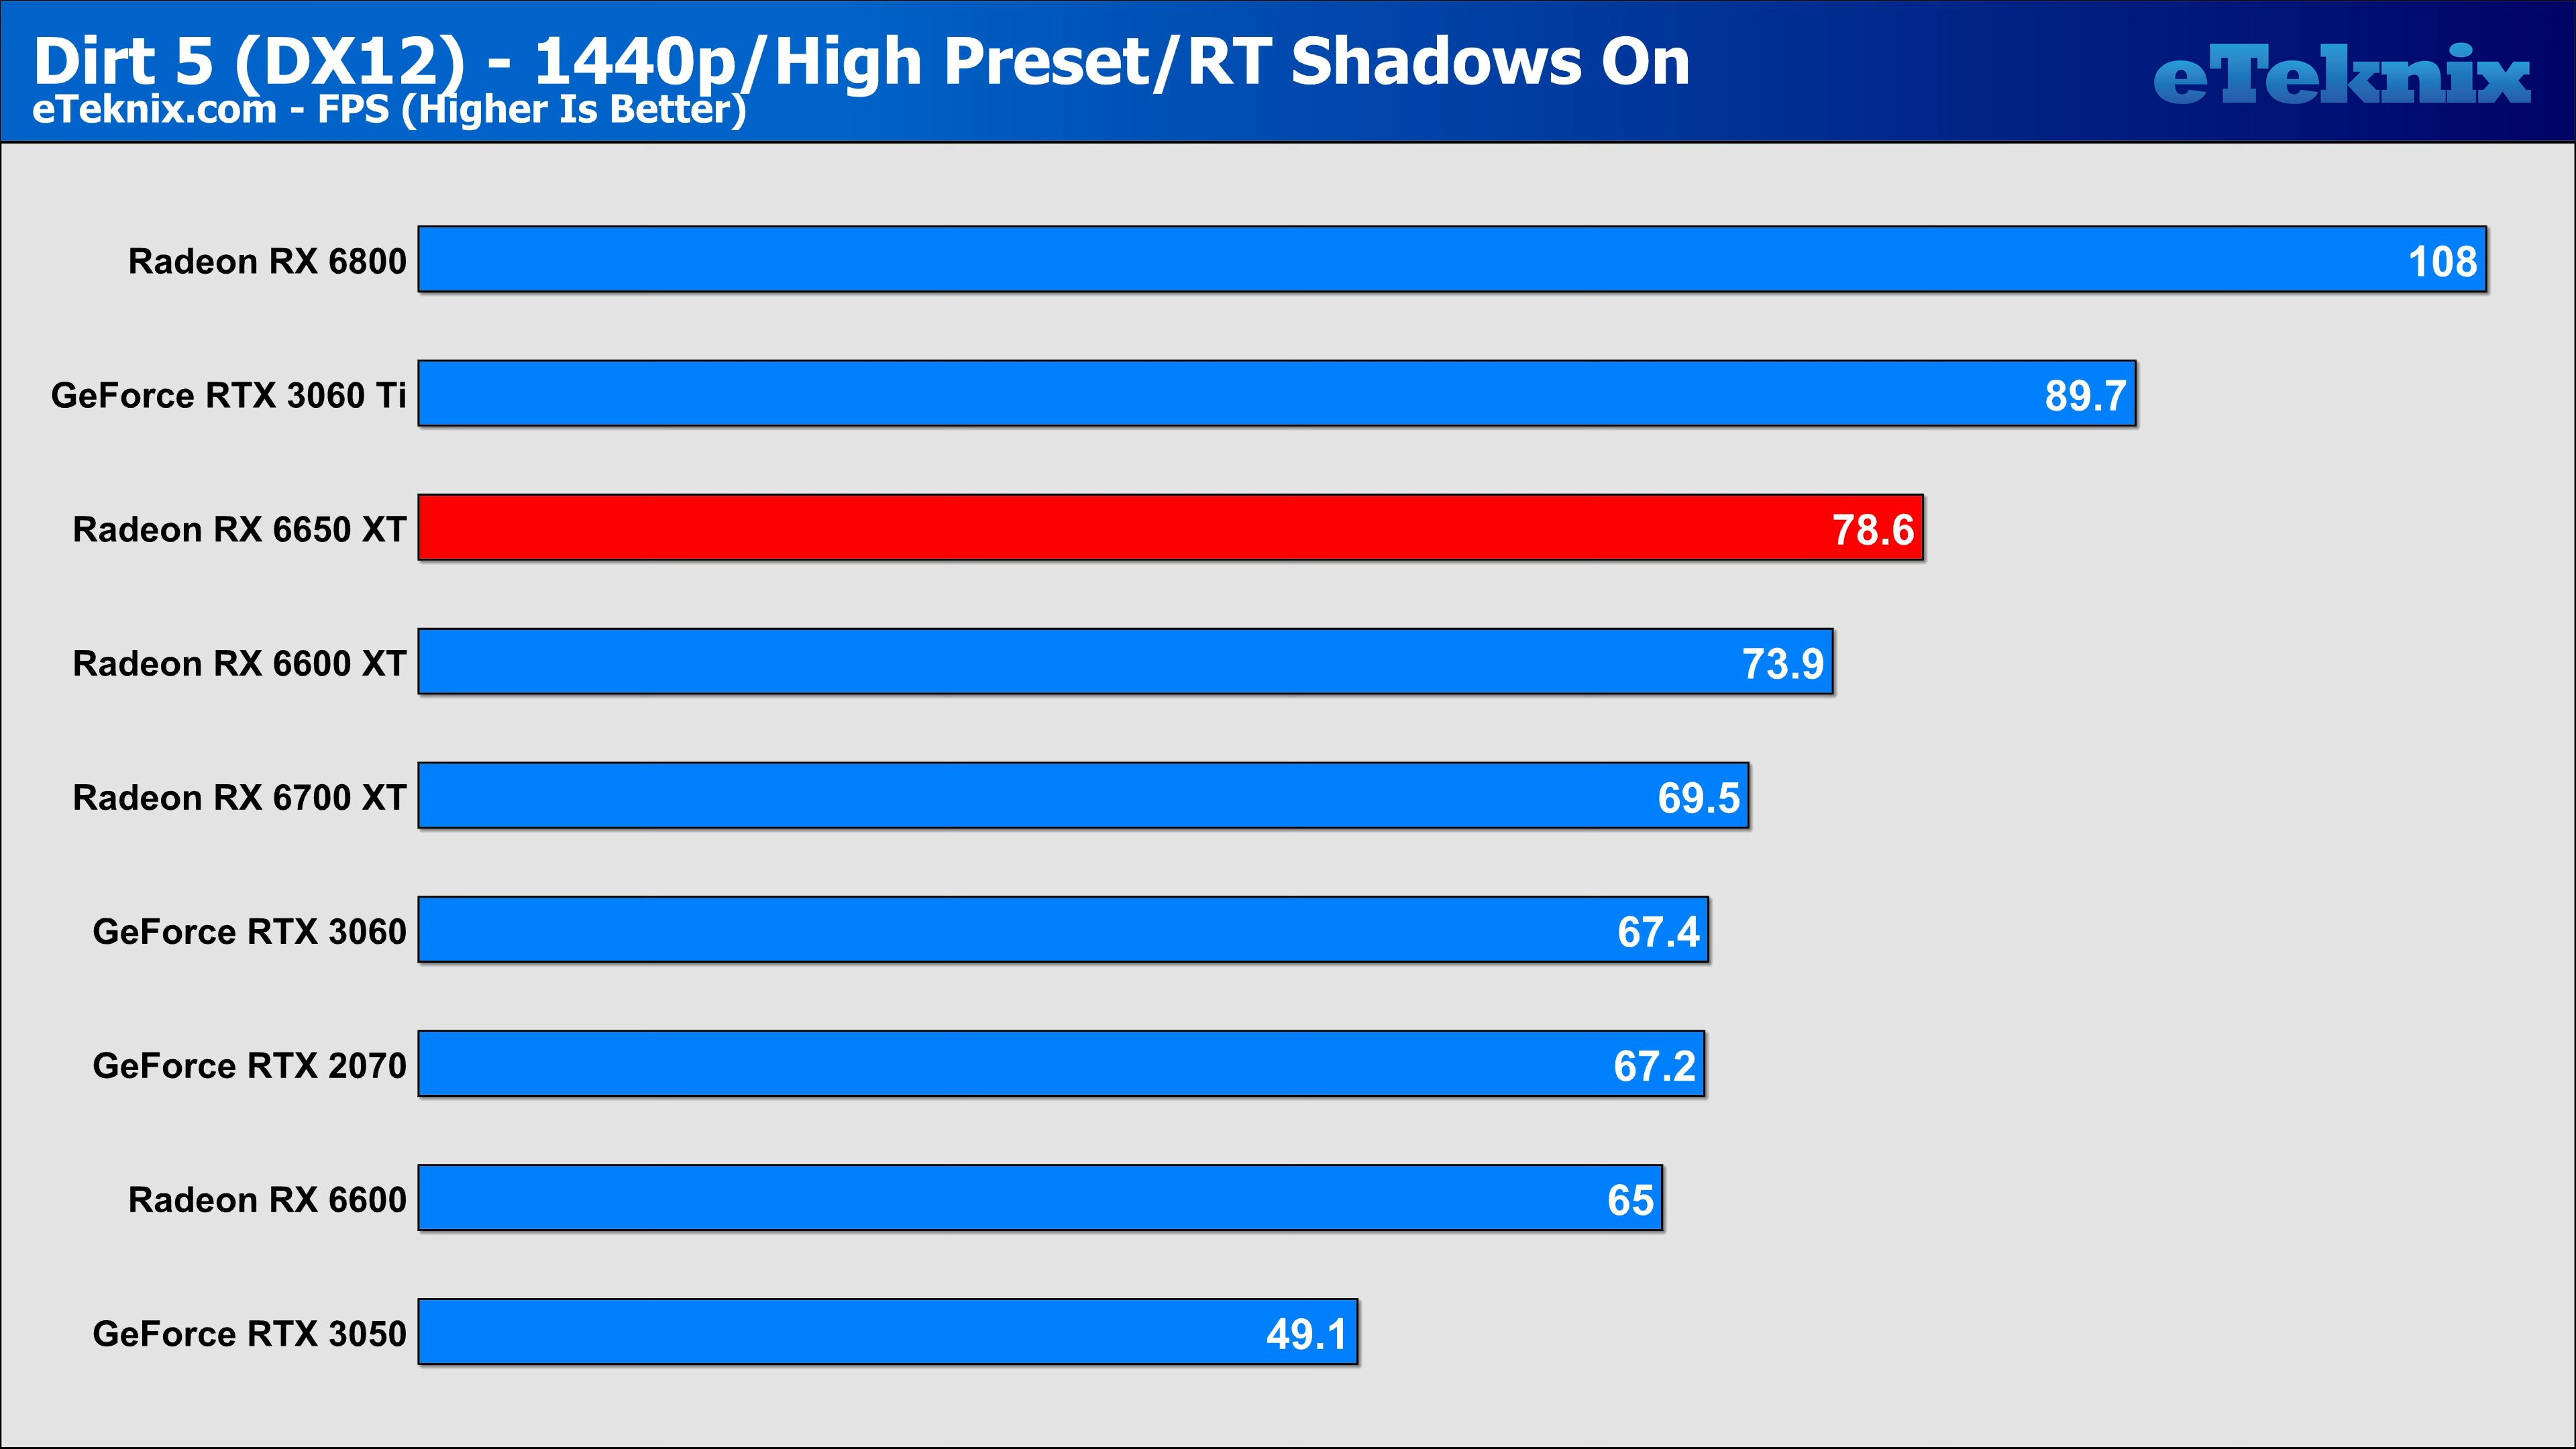 Dirt 5 (DX12) - 1440p/High Preset/RT Shadows On
eTeknix.com - FPS (Higher Is Better)
eTeknix
Radeon RX 6800 108
GeForce RTX 3060 Ti 89.7
Radeon RX 6650 XT 78.6
Radeon RX 6600 XT 73.9
Radeon RX 6700 XT 69.5
GeForce RTX 3060 67.4
GeForce RTX 2070 67.2
Radeon RX 6600 65
GeForce RTX 3050 49.1